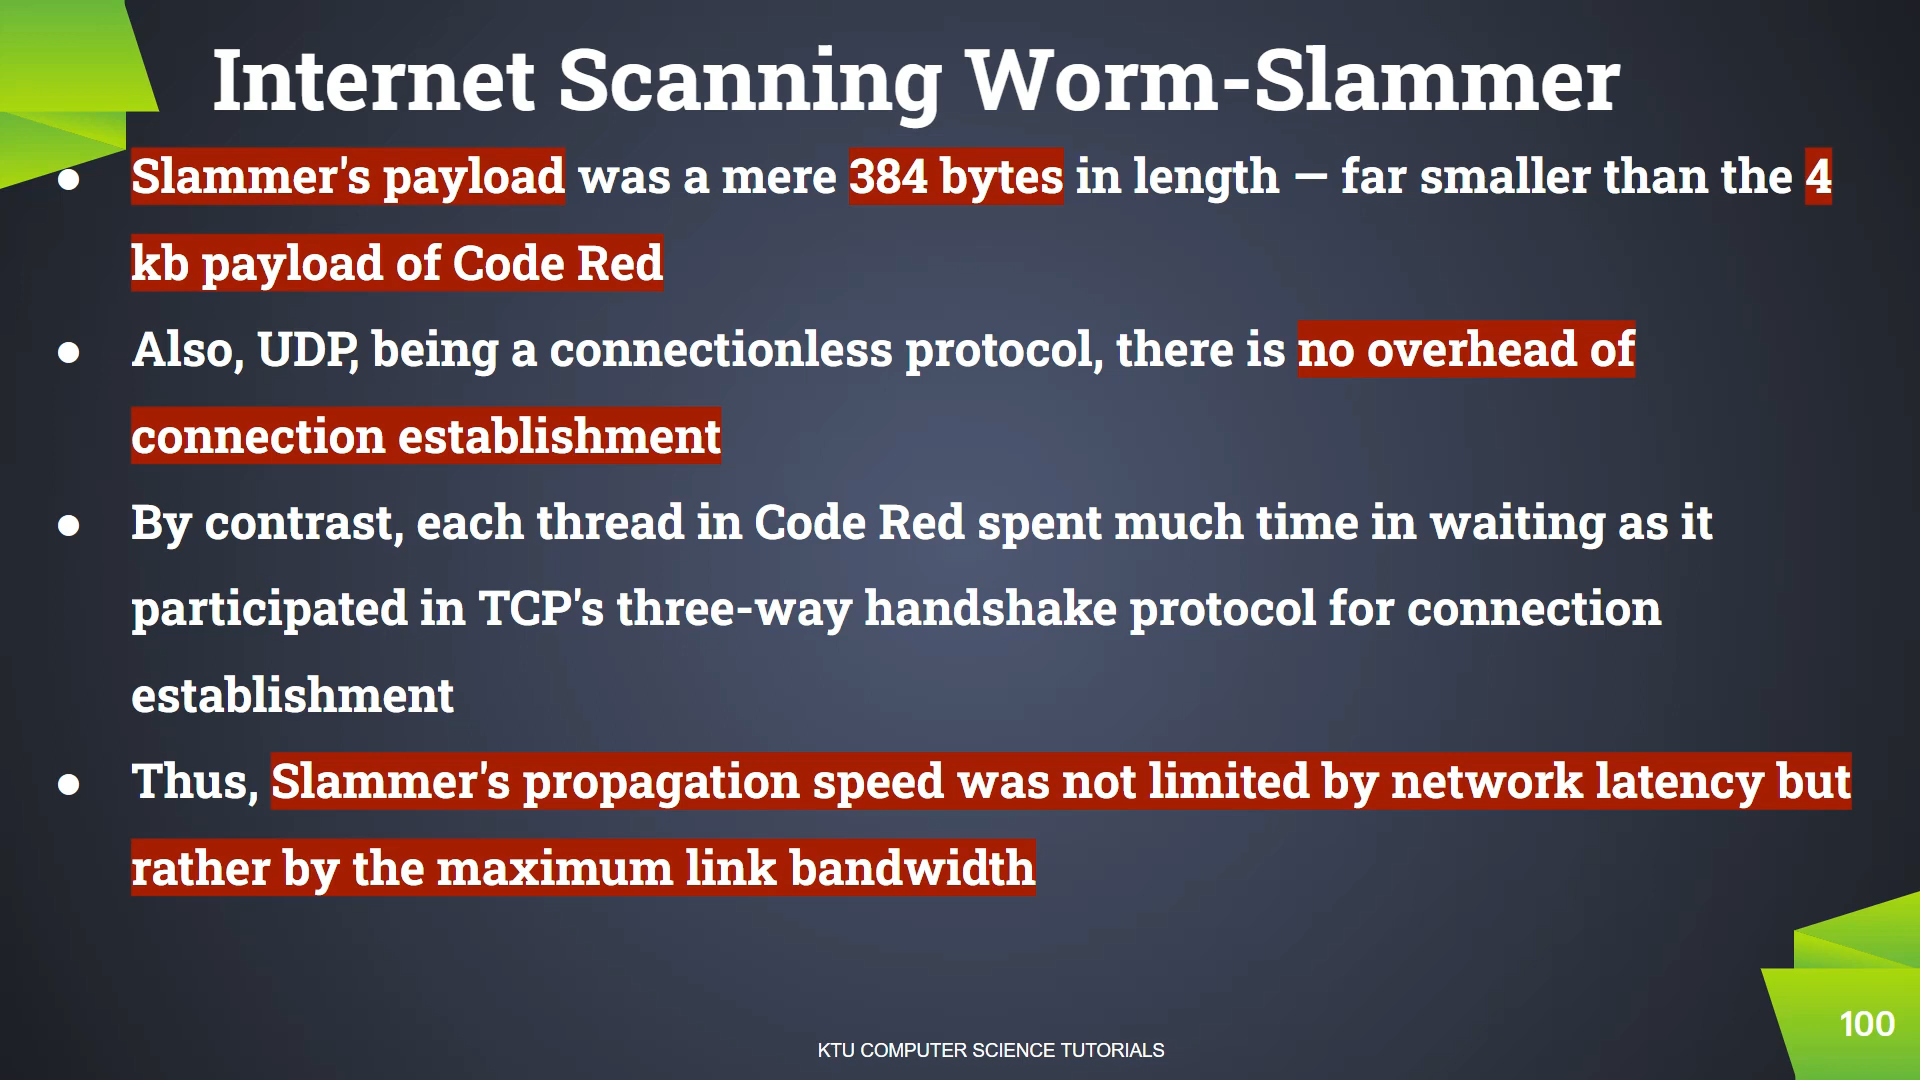 Internet Scanning Worm-Slammer
● Slammer's payload was a mere 384 bytes in length — far smaller than the 4
kb payload of Code Red
● Also, UDP, being a connectionless protocol, there is no overhead of
connection establishment
● By contrast, each thread in Code Red spent much time in waiting as it
participated in TCP's three-way handshake protocol for connection
establishment
● Thus, Slammer's propagation speed was not limited by network latency but
rather by the maximum link bandwidth
100
KTU COMPUTER SCIENCE TUTORIALS